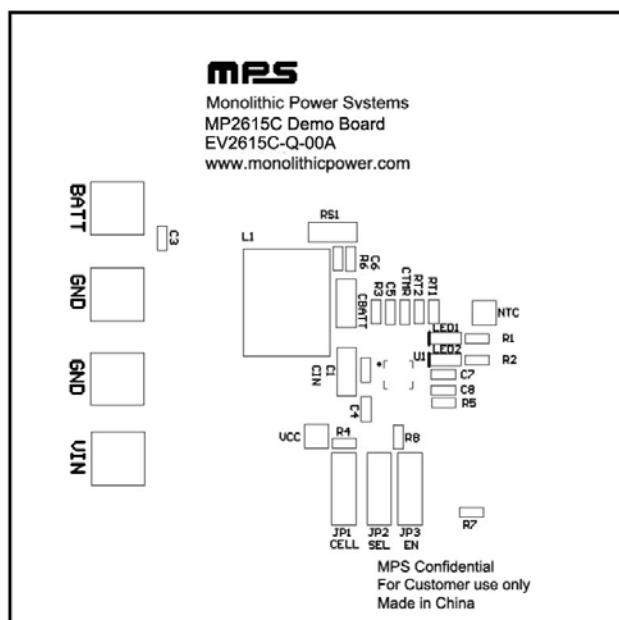 MPS
Monolithic Power Systems
MP2615C Demo Board
EV2615C-Q-00A
www.monolithicpower.com
BATT
C3
GND
GND
VIN
RS1
L1
R6
C6
CBATT
R3
C5
CTMR
RT2
RT1
NTC
LED1
R1
LED2
R2
U1
C7
C8
R5
CIN
C1
C4
VCC
R4
R8
JP1
CELL
JP2
SEL
JP3
EN
R7
MPS Confidential
For Customer use only
Made in China